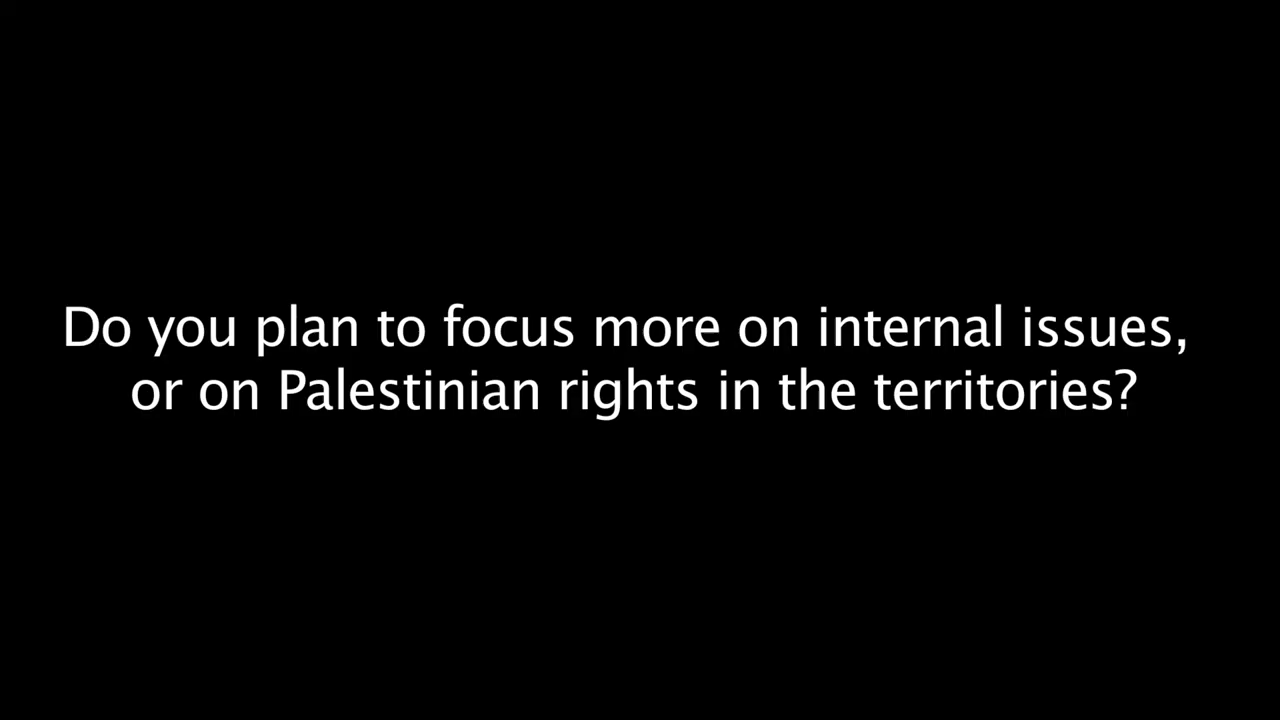 Do you plan to focus more on internal issues,
or on Palestinian rights in the territories?